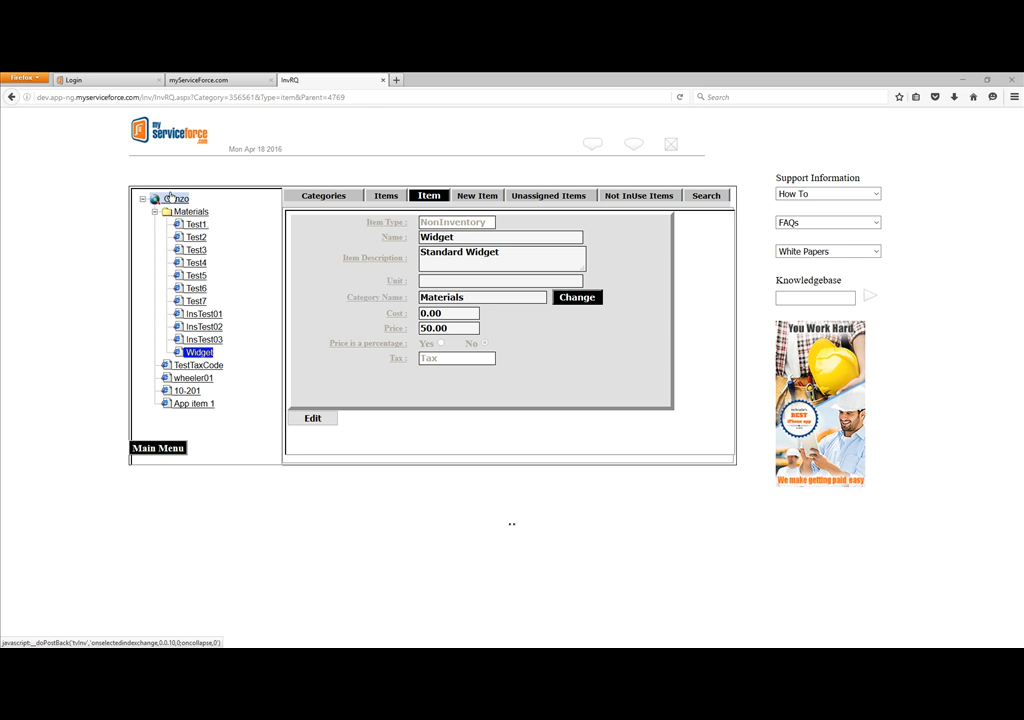 Firefox
Login
myServiceForce.com
InvRQ
dev.app-ng.myserviceforce.com/inv/InvRQ.aspx?Category=356561&Type=item&Parent=4769
Search
my
serviceforce
.com
Mon Apr 18 2016
Materials
Test1
Test2
Test3
Test4
Test5
Test6
Test7
InsTest01
InsTest02
InsTest03
Widget
TestTaxCode
wheeler01
10-201
App item 1
Main Menu
Categories Items Item New Item Unassigned Items Not InUse Items Search
Item Type : NonInventory
Name : Widget
Item Description : Standard Widget
Unit :
Category Name : Materials Change
Cost : 0.00
Price : 50.00
Price is a percentage : Yes No
Tax : Tax
Edit
Support Information
How To
FAQs
White Papers
Knowledgebase
You Work Hard
BEST
iPhone app
We make getting paid easy
javascript:__doPostBack('tvInv','onselectedindexchange,0.0.10,0;oncollapse,0')